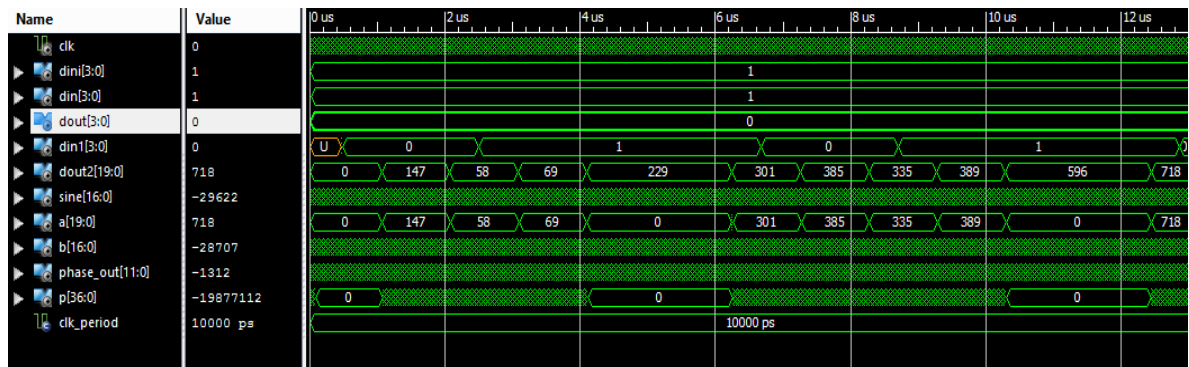 Name Value 0 us 2 us 4 us 6 us 8 us 10 us 12 us
clk 0
dini[3:0] 1 1
din[3:0] 1 1
dout[3:0] 0 0
din1[3:0] 0 U 0 1 0 1 0
dout2[19:0] 718 0 147 58 69 229 301 385 335 389 596 718
sine[16:0] -29622
a[19:0] 718 0 147 58 69 0 301 385 335 389 0 718
b[16:0] -28707
phase_out[11:0] -1312
p[36:0] -19877112 0 0 0
clk_period 10000 ps 10000 ps